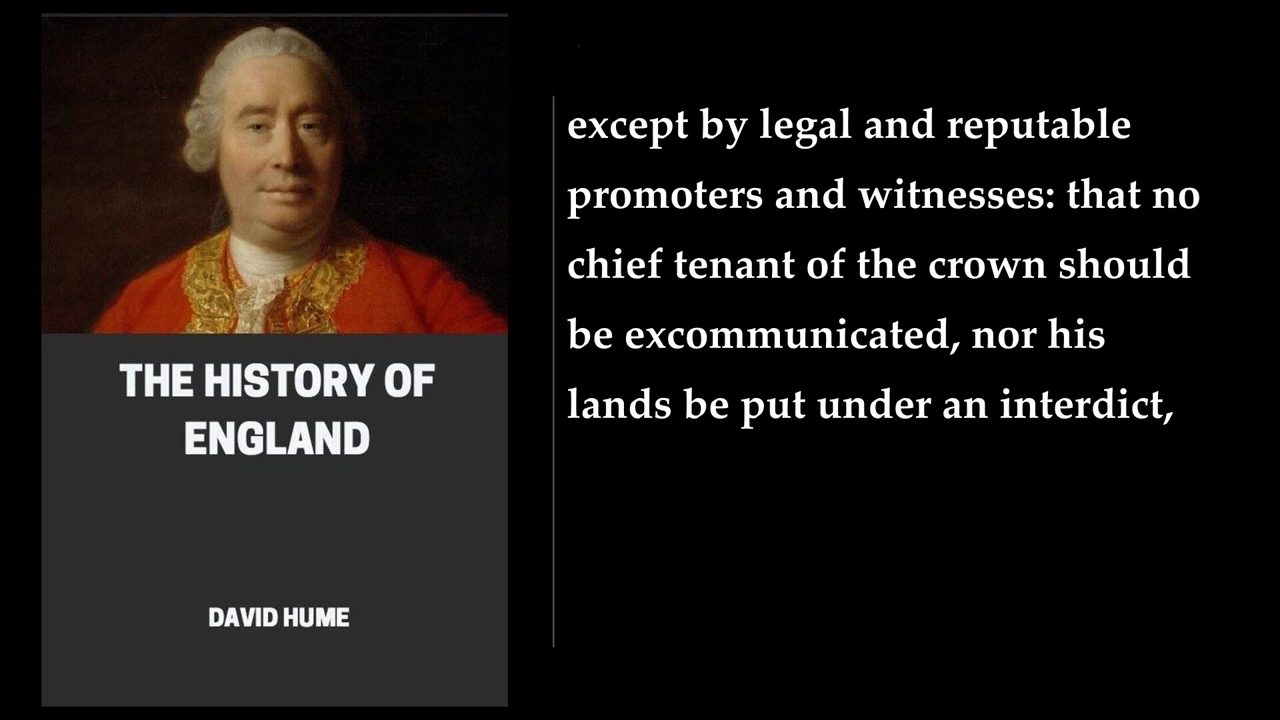 THE HISTORY OF
ENGLAND
DAVID HUME
except by legal and reputable
promoters and witnesses: that no
chief tenant of the crown should
be excommunicated, nor his
lands be put under an interdict,